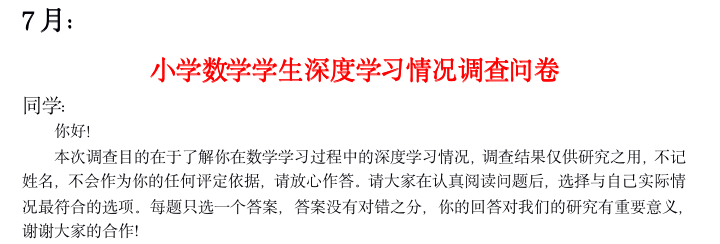 7月：
小学数学学生深度学习情况调查问卷
同学：
你好！
本次调查目的在于了解你在数学学习过程中的深度学习情况，调查结果仅供研究之用，不记
姓名，不会作为你的任何评定依据，请放心作答。请大家在认真阅读问题后，选择与自己实际情
况最符合的选项。每题只选一个答案，答案没有对错之分，你的回答对我们的研究有重要意义，
谢谢大家的合作！